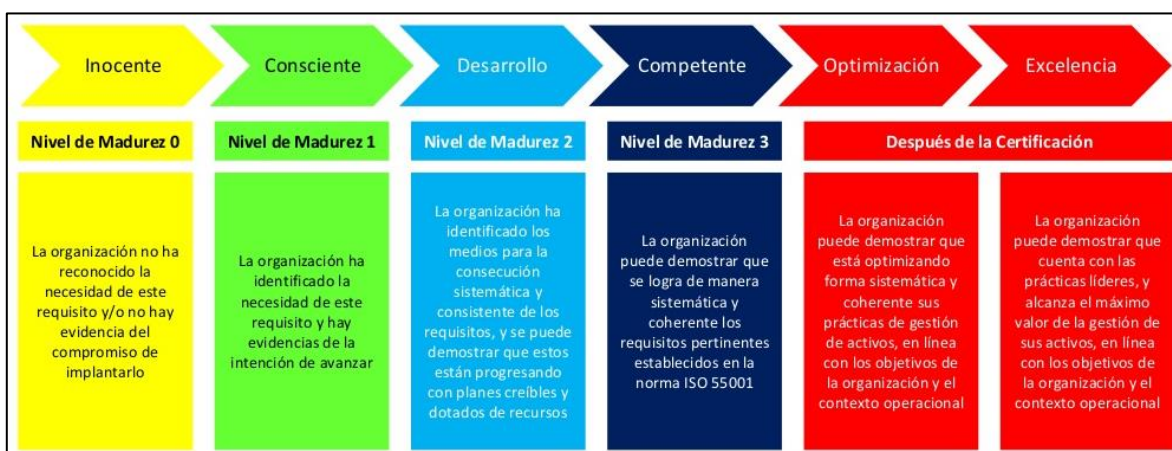 Inocente
Consciente
Desarrollo
Competente
Optimización
Excelencia
Nivel de Madurez 0
Nivel de Madurez 1
Nivel de Madurez 2
Nivel de Madurez 3
Después de la Certificación
La organización no ha
reconocido la
necesidad de este
requisito y/o no hay
evidencia del
compromiso de
implantarlo
La organización ha
identificado la
necesidad de este
requisito y hay
evidencias de la
intención de avanzar
La organización ha
identificado los
medios para la
consecución
sistemática y
consistente de los
requisitos, y se puede
demostrar que estos
están progresando
con planes creíbles y
dotados de recursos
La organización
puede demostrar que
se logra de manera
sistemática y
coherente los
requisitos pertinentes
establecidos en la
norma ISO 55001
La organización
puede demostrar que
está optimizando
forma sistemática y
coherente sus
prácticas de gestión
de activos, en línea
con los objetivos de
la organización y el
contexto operacional
La organización
puede demostrar que
cuenta con las
prácticas líderes, y
alcanza el máximo
valor de la gestión de
sus activos, en línea
con los objetivos de
la organización y el
contexto operacional